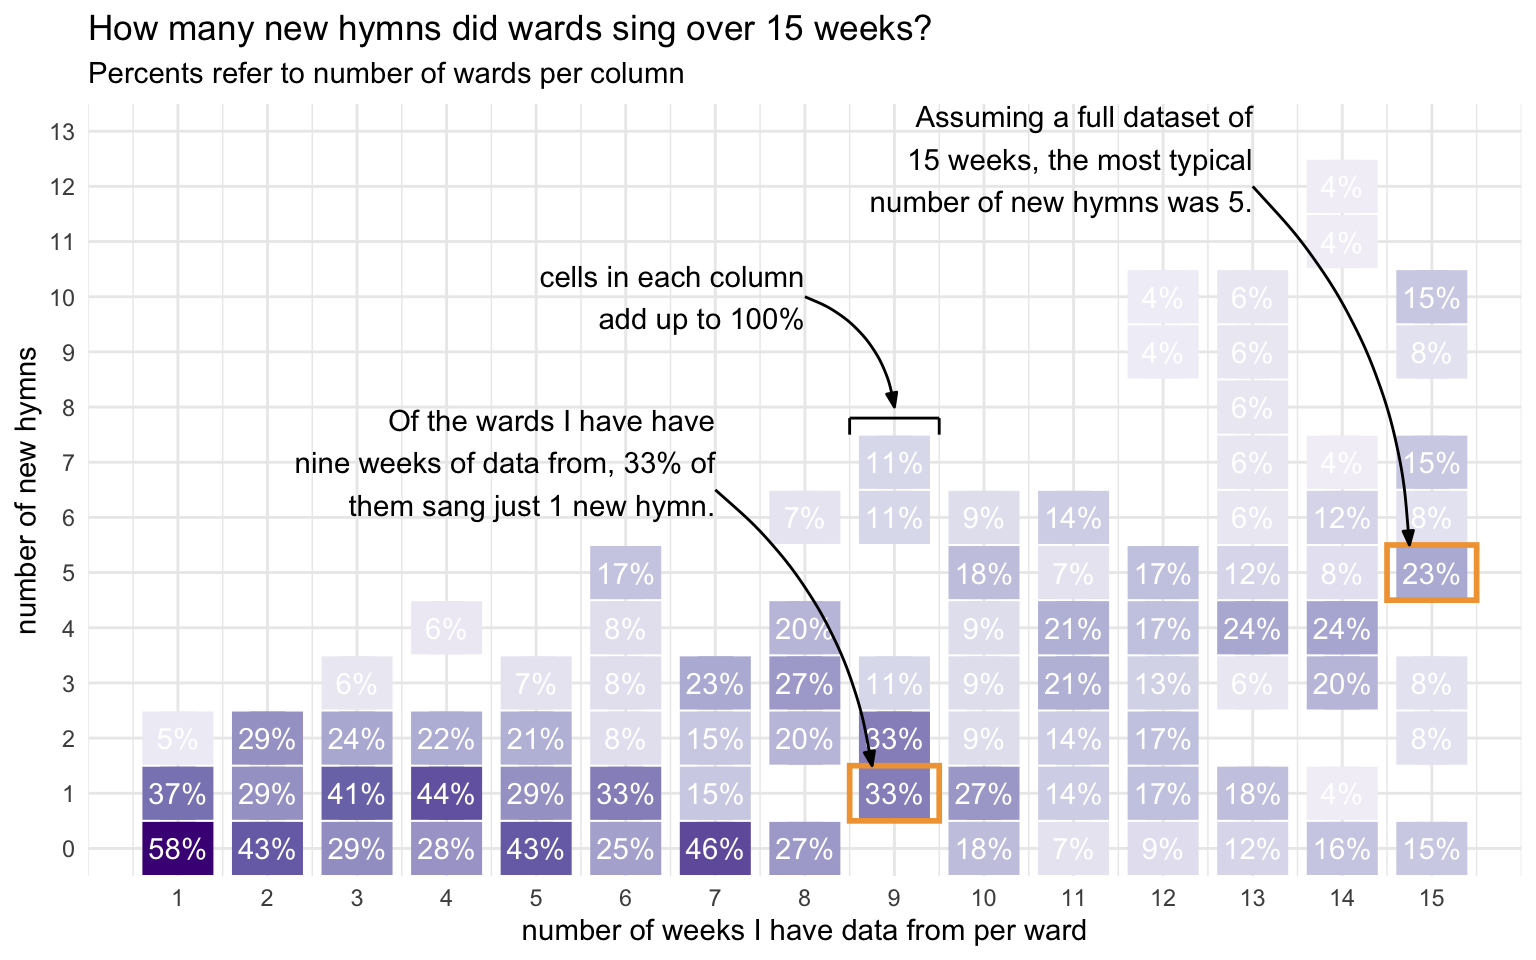 How many new hymns did wards sing over 15 weeks?
Percents refer to number of wards per column
Assuming a full dataset of
15 weeks, the most typical
number of new hymns was 5.
cells in each column
add up to 100%
Of the wards I have have
nine weeks of data from, 33% of
them sang just 1 new hymn.
number of new hymns
13
12 4%
11 4%
10 4% 6% 15%
9 4% 6% 8%
8 6%
7 11% 6% 4% 15%
6 7% 11% 9% 14% 6% 12% 8%
5 17% 18% 7% 17% 12% 8% 23%
4 6% 8% 20% 9% 21% 17% 24% 24%
3 6% 7% 8% 23% 27% 11% 9% 21% 13% 6% 20% 8%
2 5% 29% 24% 22% 21% 8% 15% 20% 33% 9% 14% 17% 8%
1 37% 29% 41% 44% 29% 33% 15% 33% 27% 14% 17% 18% 4%
0 58% 43% 29% 28% 43% 25% 46% 27% 18% 7% 9% 12% 16% 15%
1 2 3 4 5 6 7 8 9 10 11 12 13 14 15
number of weeks I have data from per ward